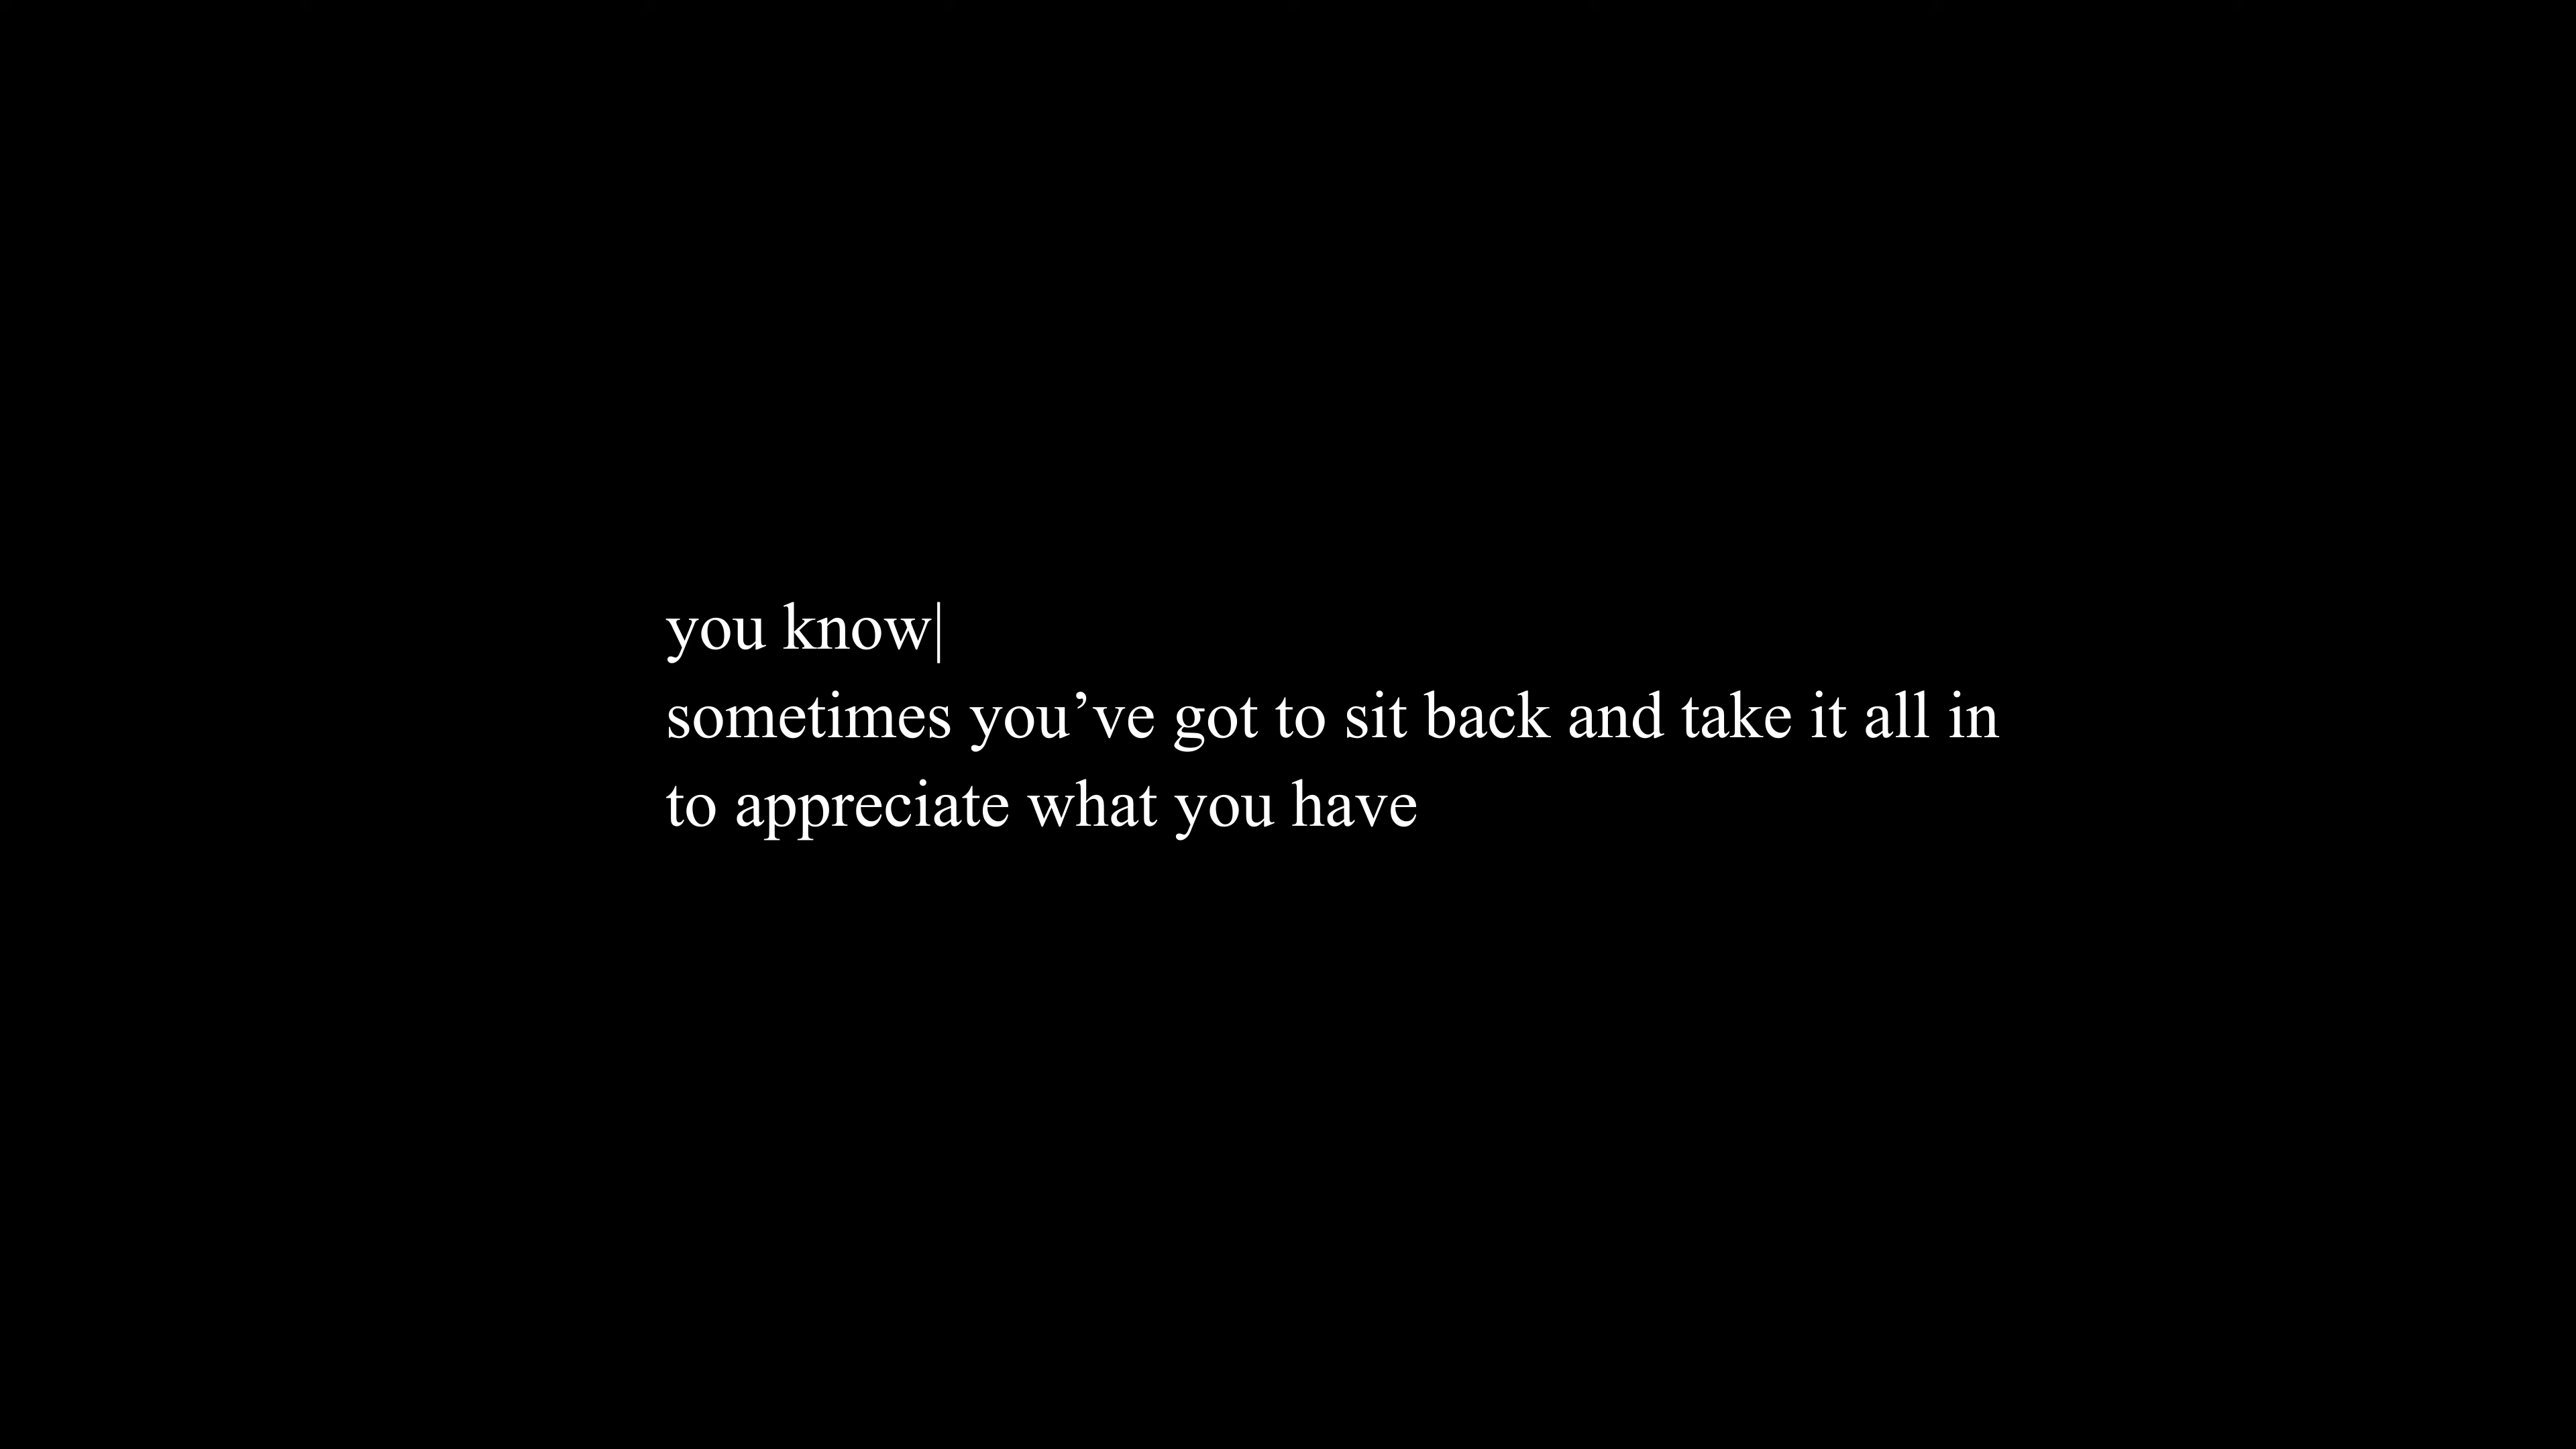 you know|
sometimes you’ve got to sit back and take it all in
to appreciate what you have